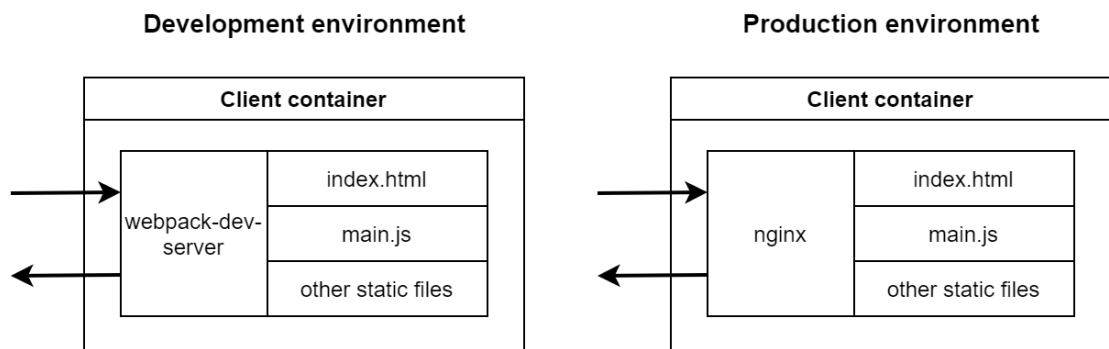 Development environment
Production environment
Client container
Client container
webpack-dev-
server
index.html
main.js
other static files
nginx
index.html
main.js
other static files